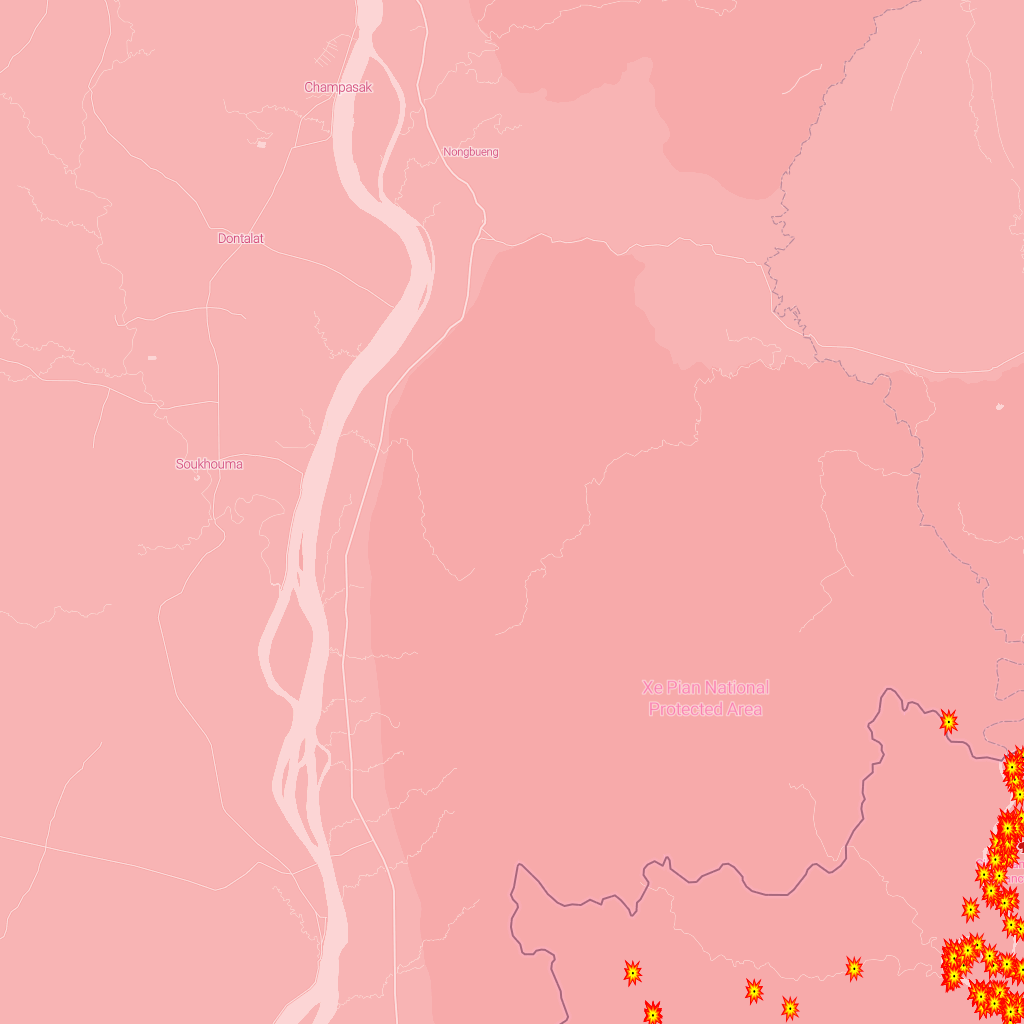 Champasak
Nongbueng
Dontalat
Soukhouma
Xe Pian National
Protected Area